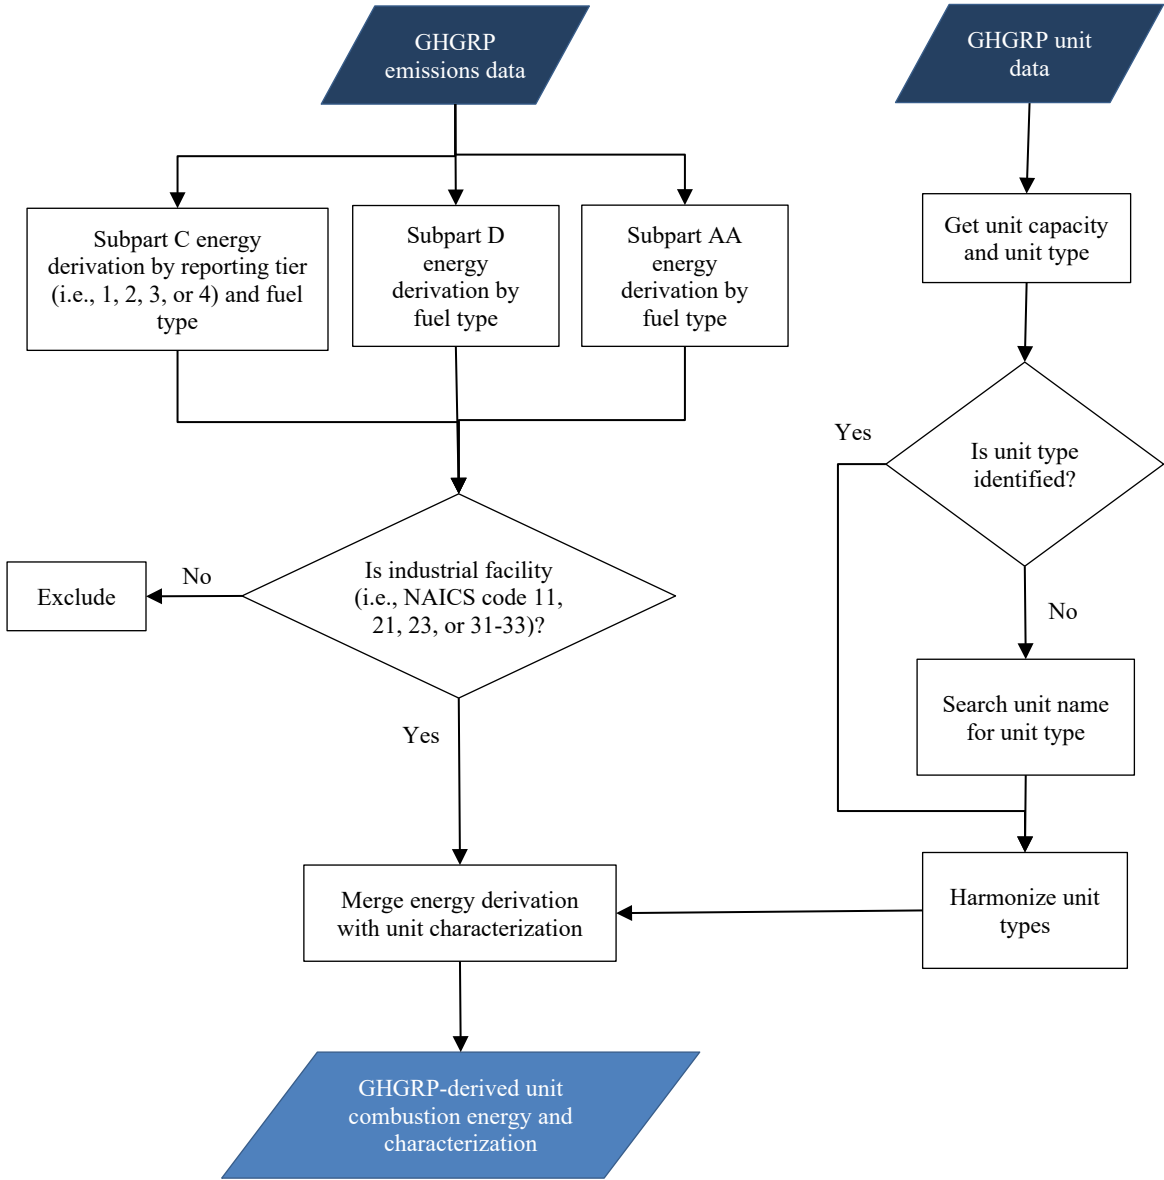 GHGRP
emissions data
GHGRP unit
data
Subpart C energy
derivation by reporting tier
(i.e., 1, 2, 3, or 4) and fuel
type
Subpart D
energy
derivation by
fuel type
Subpart AA
energy
derivation by
fuel type
Get unit capacity
and unit type
Yes
Is unit type
identified?
No
Exclude
No
Is industrial facility
(i.e., NAICS code 11,
21, 23, or 31-33)?
Search unit name
for unit type
Yes
Merge energy derivation
with unit characterization
Harmonize unit
types
GHGRP-derived unit
combustion energy and
characterization